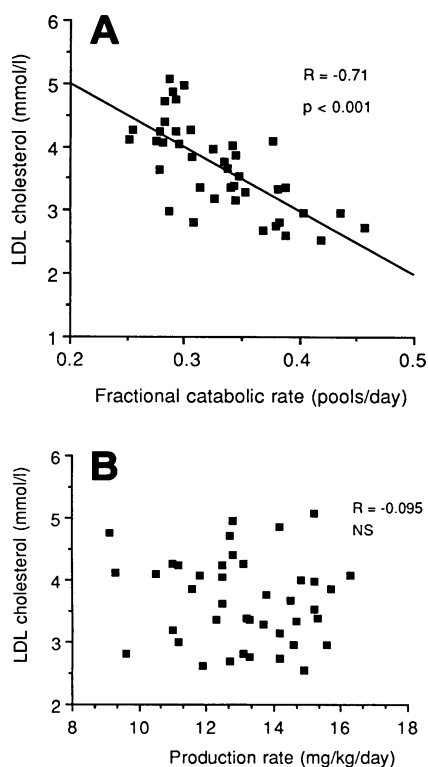 A
6
5
4
3
2
1
LDL cholesterol (mmol/l)
R = -0.71
p < 0.001
0.2 0.3 0.4 0.5
Fractional catabolic rate (pools/day)
B
6
5
4
3
2
LDL cholesterol (mmol/l)
R = -0.095
NS
8 10 12 14 16 18
Production rate (mg/kg/day)